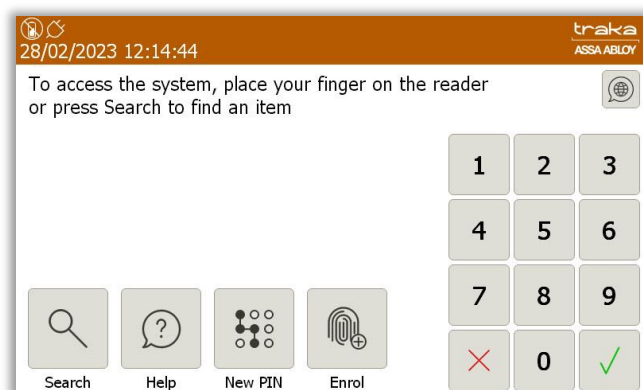 traka
28/02/2023 12:14:44
ASSA ABLOY
To access the system, place your finger on the reader
or press Search to find an item
1 2 3
4 5 6
7 8 9
0
Search Help New PIN Enrol